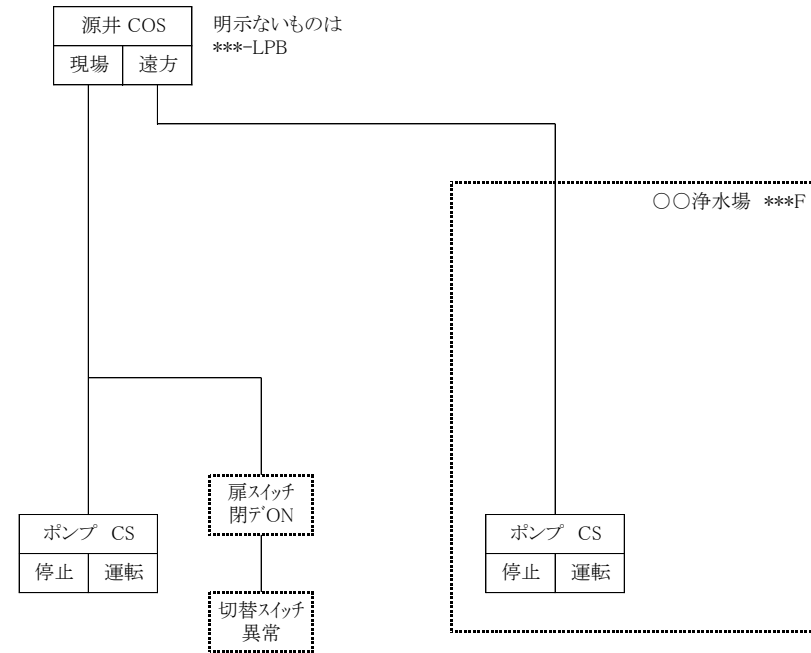 源井 COS
現場 遠方
明示ないものは
***-LPB
○○浄水場 ***F
扉スイッチ
閉デON
ポンプ CS
停止 運転
切替スイッチ
異常
ポンプ CS
停止 運転